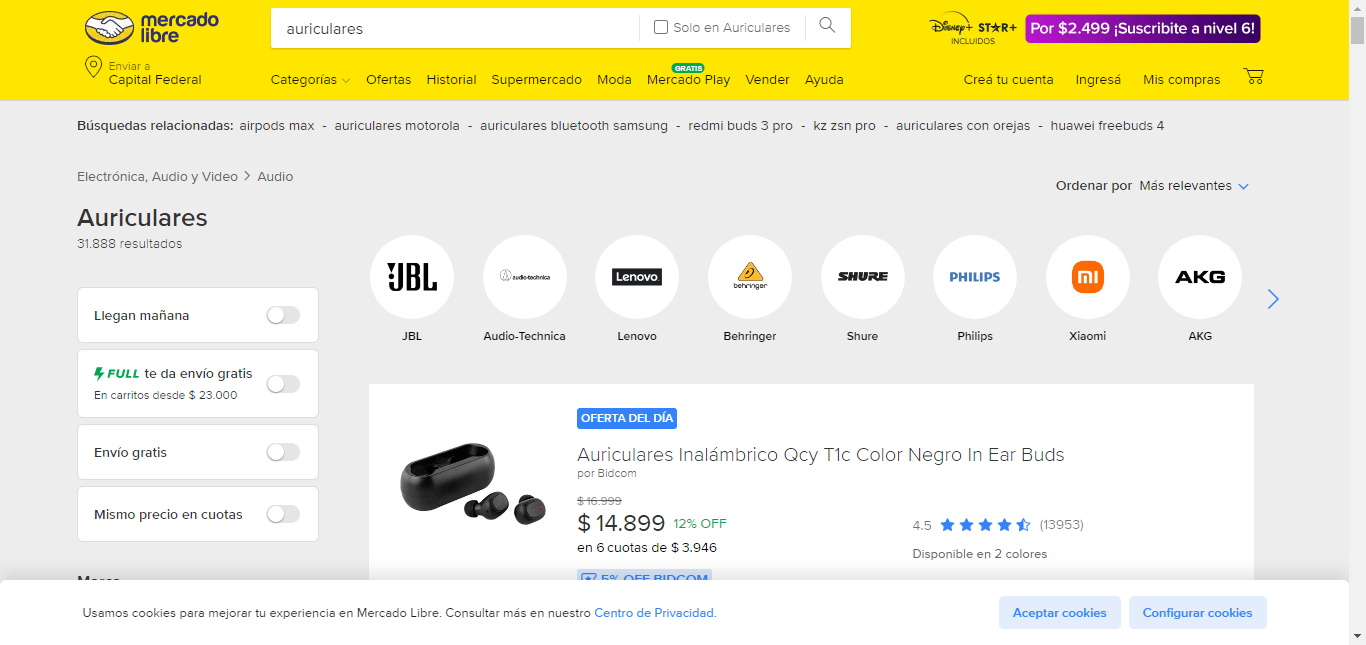 mercado
libre
auriculares
Solo en Auriculares
Disney+ STAR+
INCLUIDOS
Por $2.499 ¡Suscribite a nivel 6!
Enviar a
Capital Federal
Categorías
Ofertas
Historial
Supermercado
Moda
GRATIS
Mercado Play
Vender
Ayuda
Creá tu cuenta
Ingresá
Mis compras
Búsquedas relacionadas: airpods max - auriculares motorola - auriculares bluetooth samsung - redmi buds 3 pro - kz zsn pro - auriculares con orejas - huawei freebuds 4
Electrónica, Audio y Video > Audio
Ordenar por Más relevantes
Auriculares
31.888 resultados
JBL
audio-technica
Lenovo
behringer
SHURE
PHILIPS
mi
AKG
JBL
Audio-Technica
Lenovo
Behringer
Shure
Philips
Xiaomi
AKG
Llegan mañana
FULL te da envío gratis
En carritos desde $ 23.000
Envío gratis
Mismo precio en cuotas
Marca
OFERTA DEL DÍA
Auriculares Inalámbrico Qcy T1c Color Negro In Ear Buds
por Bidcom
$ 16.999
$ 14.899 12% OFF
en 6 cuotas de $ 3.946
5% OFF BIDCOM
4.5 (13953)
Disponible en 2 colores
Usamos cookies para mejorar tu experiencia en Mercado Libre. Consultar más en nuestro Centro de Privacidad.
Aceptar cookies
Configurar cookies